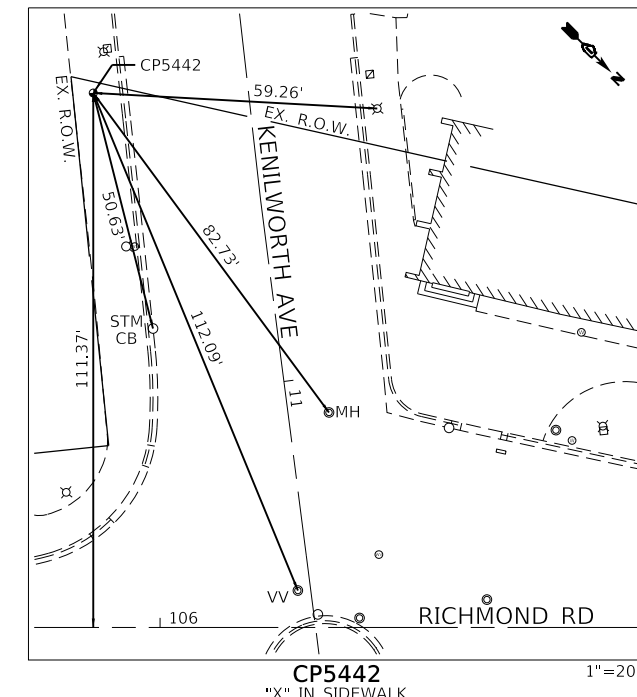 CP5442
59.26'
EX. R.O.W.
EX. R.O.W.
N
KENILWORTH AVE
50.63'
82.73'
STM
CB
112.09'
111.37'
11
MH
VV
106
RICHMOND RD
CP5442
1"=20
"X" IN SIDEWALK